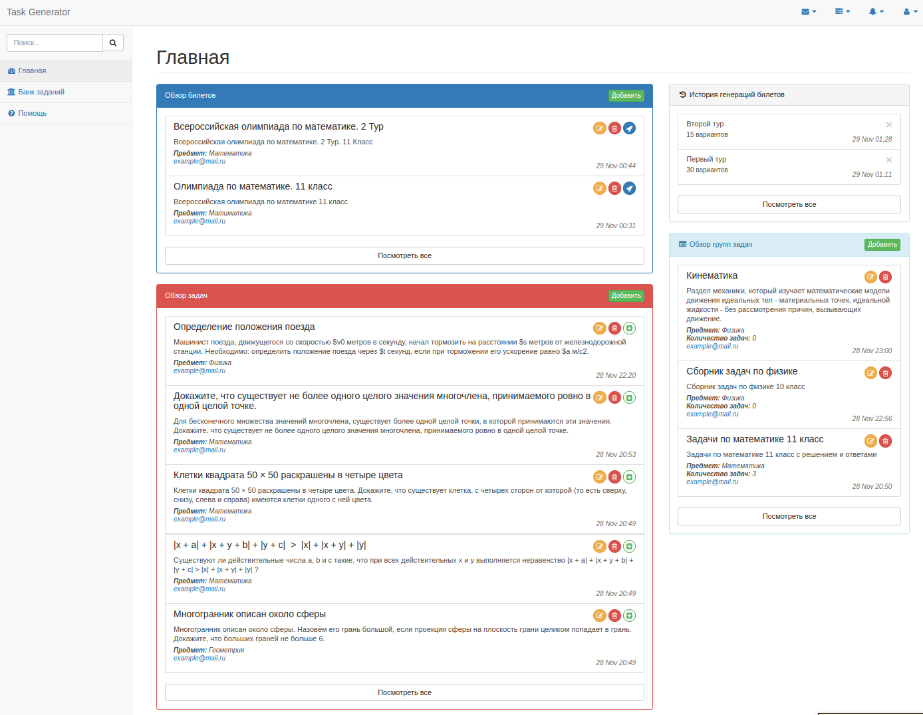 Task Generator
Поиск...
Главная
Банк заданий
Помощь
Главная
Обзор билетов
Добавить
Всероссийская олимпиада по математике. 2 Тур
Всероссийская олимпиада по математике. 2 Тур. 11 Класс
Предмет: Математика
example@mail.ru
29 Nov 00:44
Олимпиада по математике. 11 класс
Всероссийская олимпиада по математике 11 класс
Предмет: Матиматика
example@mail.ru
29 Nov 00:31
Посмотреть все
Обзор задач
Добавить
Определение положения поезда
Машинист поезда, движущегося со скоростью $v0 метров в секунду, начал тормозить на расстоянии $s метров от железнодорожной
станции. Необходимо: определить положение поезда через $t секунд, если при торможении его ускорение равно $a м/с2.
Предмет: Физика
example@mail.ru
28 Nov 22:20
Докажите, что существует не более одного целого значения многочлена, принимаемого ровно в
одной целой точке.
Для бесконечного множества значений многочлена, существует более одной целой точки, в которой принимаются эти значения.
Докажите, что существует не более одного целого значения многочлена, принимаемого ровно в одной целой точке.
Предмет: Математика
example@mail.ru
28 Nov 20:53
Клетки квадрата 50 × 50 раскрашены в четыре цвета
Клетки квадрата 50 × 50 раскрашены в четыре цвета. Докажите, что существует клетка, с четырех сторон от которой (то есть сверху,
снизу, слева и справа) имеются клетки одного с ней цвета.
Предмет: Математика
example@mail.ru
28 Nov 20:49
|x + a| + |x + y + b| + |y + c| > |x| + |x + y| + |y|
Существуют ли действительные числа a, b и c такие, что при всех действительных x и y выполняется неравенство |x + a| + |x + y + b| +
|y + c| > |x| + |x + y| + |y| ?
Предмет: Математика
example@mail.ru
28 Nov 20:49
Многогранник описан около сферы
Многогранник описан около сферы. Назовём его грань большой, если проекция сферы на плоскость грани целиком попадает в грань.
Докажите, что больших граней не больше 6.
Предмет: Геометрия
example@mail.ru
28 Nov 20:49
Посмотреть все
История генераций билетов
Второй тур
15 вариантов
29 Nov 01:28
Первый тур
30 вариантов
29 Nov 01:11
Посмотреть все
Обзор групп задач
Добавить
Кинематика
Раздел механики, который изучает математические модели
движения идеальных тел - материальных точек, идеальной
жидкости - без рассмотрения причин, вызывающих
движение.
Предмет: Физика
Количество задач: 0
example@mail.ru
28 Nov 23:00
Сборник задач по физике
Сборник задач по физике 10 класс
Предмет: Физика
Количество задач: 0
example@mail.ru
28 Nov 22:56
Задачи по математике 11 класс
Задачи по математике 11 класс с решением и ответами
Предмет: Математика
Количество задач: 3
example@mail.ru
28 Nov 20:50
Посмотреть все